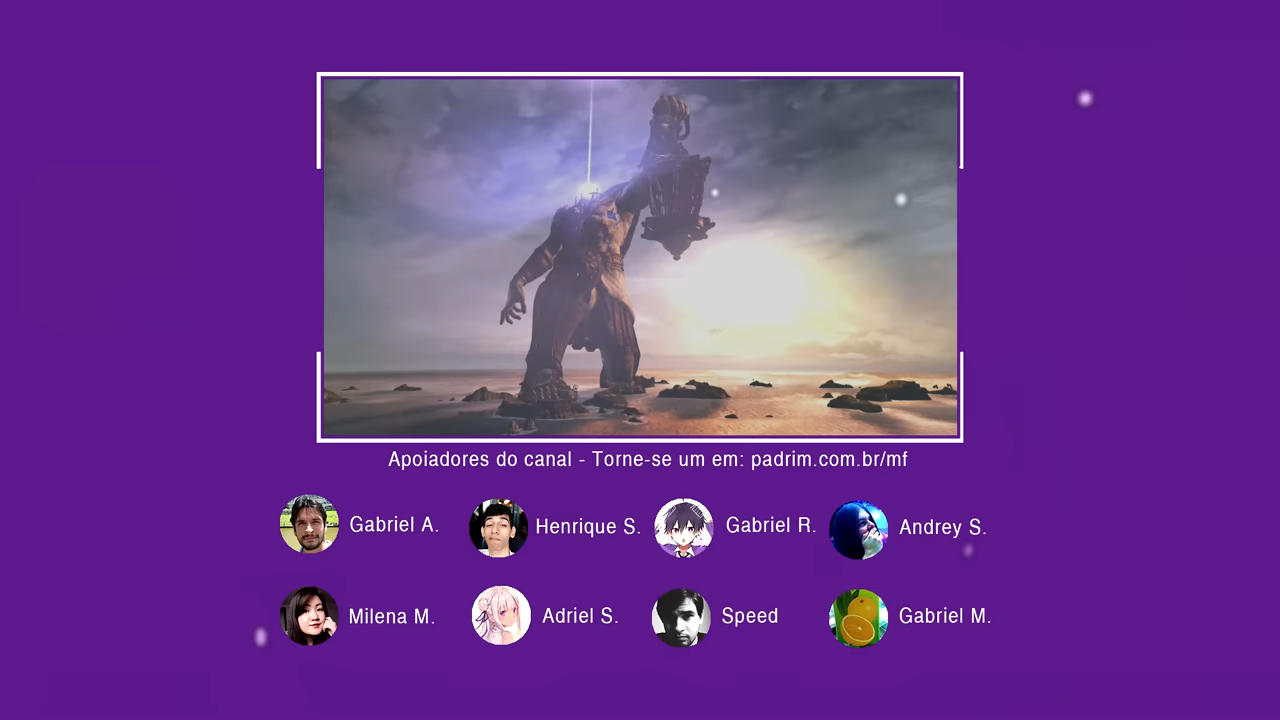 Apoiadores do canal - Torne-se um em: padrim.com.br/mf
Gabriel A. Henrique S. Gabriel R. Andrey S.
Milena M. Adriel S. Speed Gabriel M.